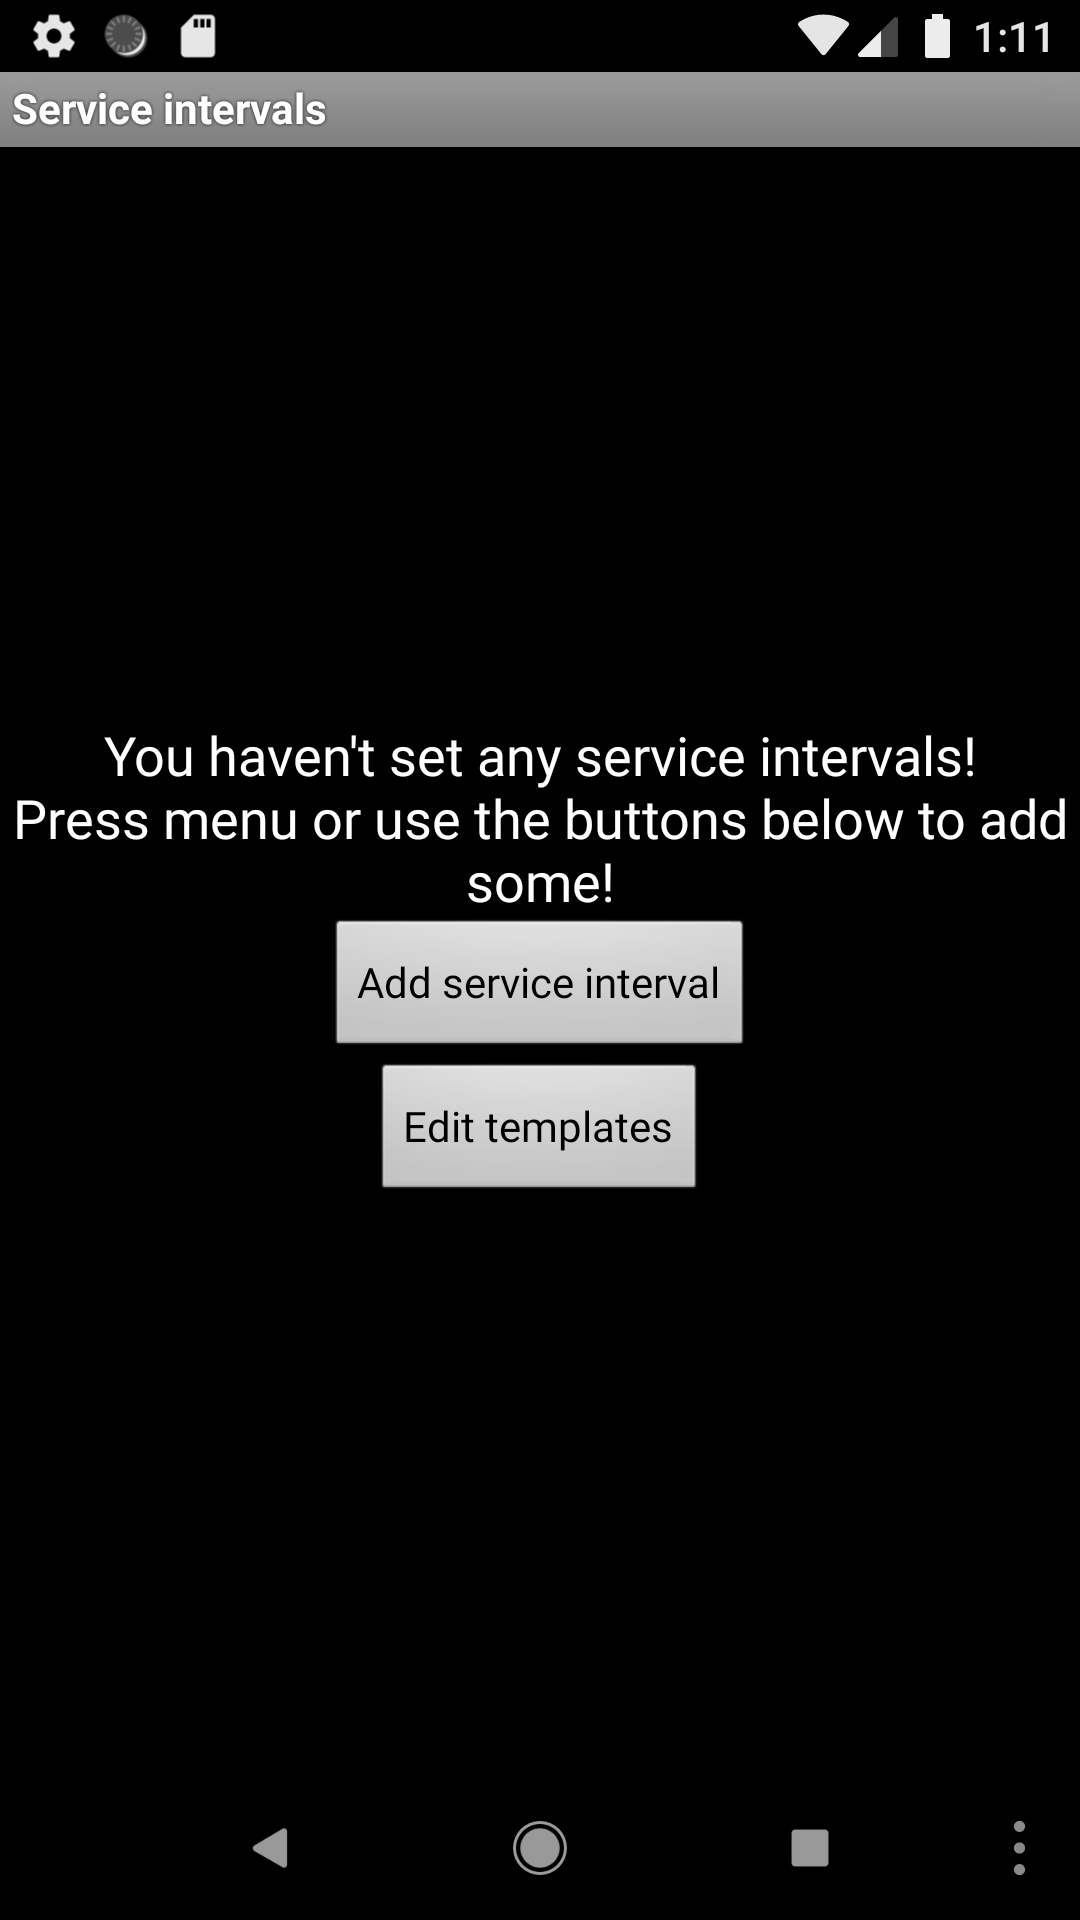 1:11
Service intervals
You haven't set any service intervals!
Press menu or use the buttons below to add
some!
Add service interval
Edit templates